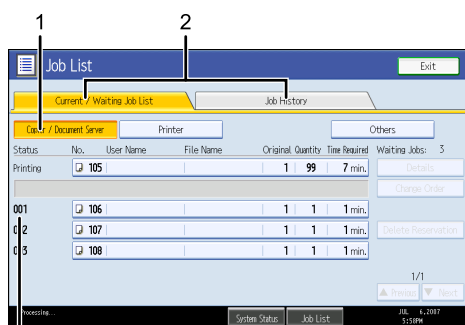 1 2
Job List Exit
Current / Waiting Job List Job History
Copier / Document Server Printer Others
Status No. User Name File Name Original Quantity Time Required Waiting Jobs: 3
Printing 105 1 99 7 min. Details
Change Order
001 106 1 1 1 min.
002 107 1 1 1 min. Delete Reservation
003 108 1 1 1 min.
1/1
▲ Previous ▼ Next
Processing... System Status Job List JUL 6,2007
5:50PM